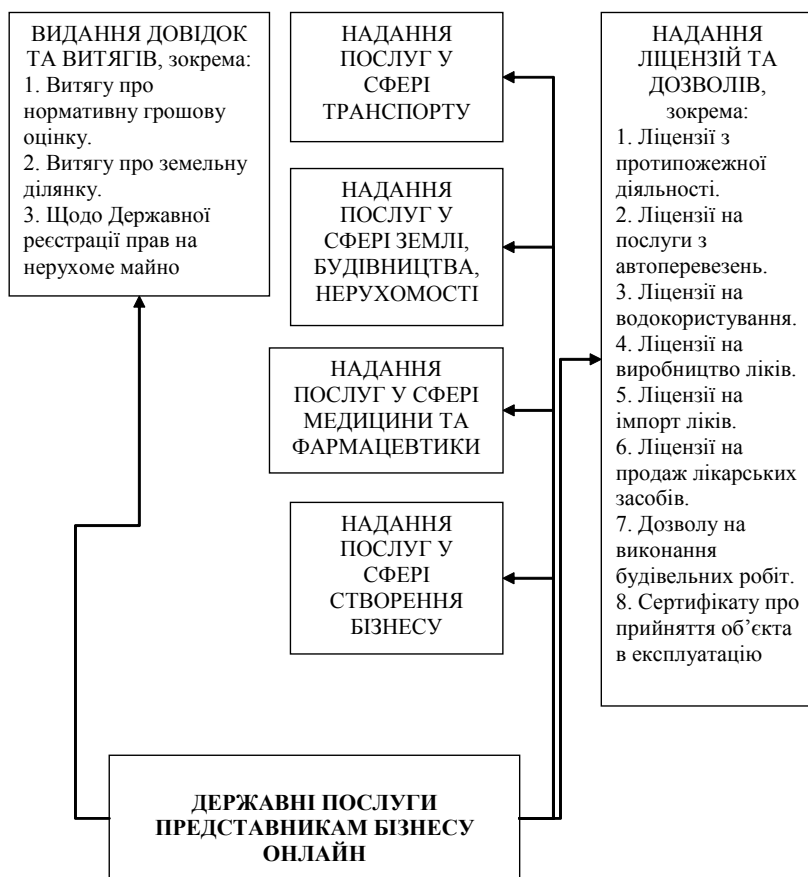 ВИДАННЯ ДОВІДОК
ТА ВИТЯГІВ, зокрема:
1. Витягу про
нормативну грошову
оцінку.
2. Витягу про земельну
ділянку.
3. Щодо Державної
реєстрації прав на
нерухоме майно
НАДАННЯ
ПОСЛУГ У
СФЕРІ
ТРАНСПОРТУ
НАДАННЯ
ПОСЛУГ У
СФЕРІ ЗЕМЛІ,
БУДІВНИЦТВА,
НЕРУХОМОСТІ
НАДАННЯ
ПОСЛУГ У СФЕРІ
МЕДИЦИНИ ТА
ФАРМАЦЕВТИКИ
НАДАННЯ
ПОСЛУГ У
СФЕРІ
СТВОРЕННЯ
БІЗНЕСУ
НАДАННЯ
ЛІЦЕНЗІЙ ТА
ДОЗВОЛІВ,
зокрема:
1. Ліцензії з
протипожежної
діяльності.
2. Ліцензії на
послуги з
автоперевезень.
3. Ліцензії на
водокористування.
4. Ліцензії на
виробництво ліків.
5. Ліцензії на
імпорт ліків.
6. Ліцензії на
продаж лікарських
засобів.
7. Дозволу на
виконання
будівельних робіт.
8. Сертифікату про
прийняття об’єкта
в експлуатацію
ДЕРЖАВНІ ПОСЛУГИ
ПРЕДСТАВНИКАМ БІЗНЕСУ
ОНЛАЙН